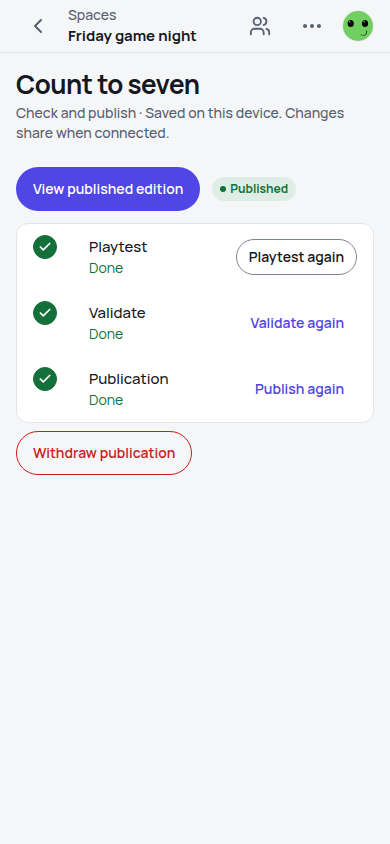 Spaces
Friday game night
Count to seven
Check and publish · Saved on this device. Changes
share when connected.
View published edition
Published
Playtest
Done
Playtest again
Validate
Done
Validate again
Publication
Done
Publish again
Withdraw publication